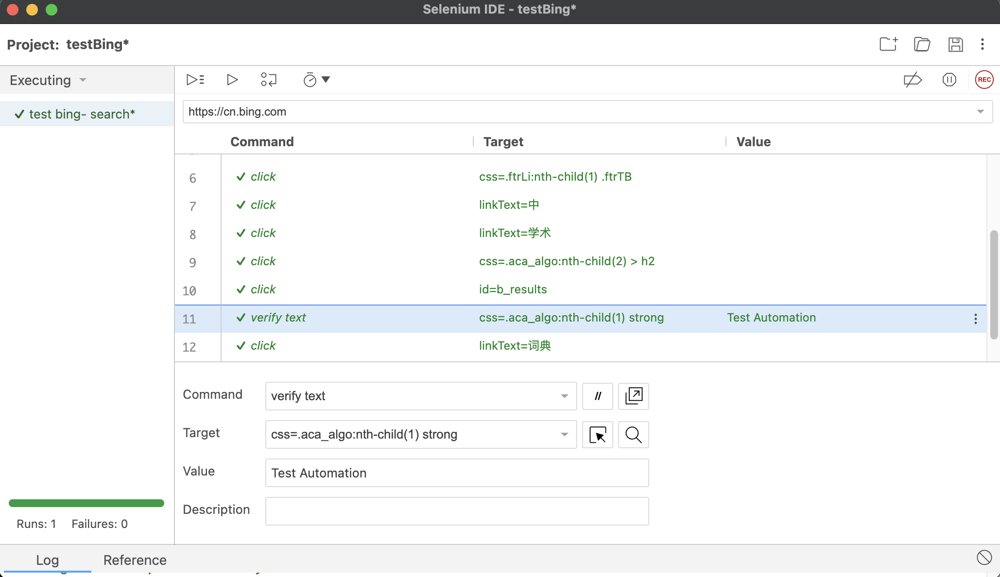 Selenium IDE - testBing*
Project: testBing*
Executing
REC
test bing- search*
https://cn.bing.com
Command Target Value
6 click css=.ftrLi:nth-child(1) .ftrTB
7 click linkText=中
8 click linkText=学术
9 click css=.aca_algo:nth-child(2) > h2
10 click id=b_results
11 verify text css=.aca_algo:nth-child(1) strong Test Automation
12 click linkText=词典
Command verify text //
Target css=.aca_algo:nth-child(1) strong
Value Test Automation
Description
Runs: 1 Failures: 0
Log Reference